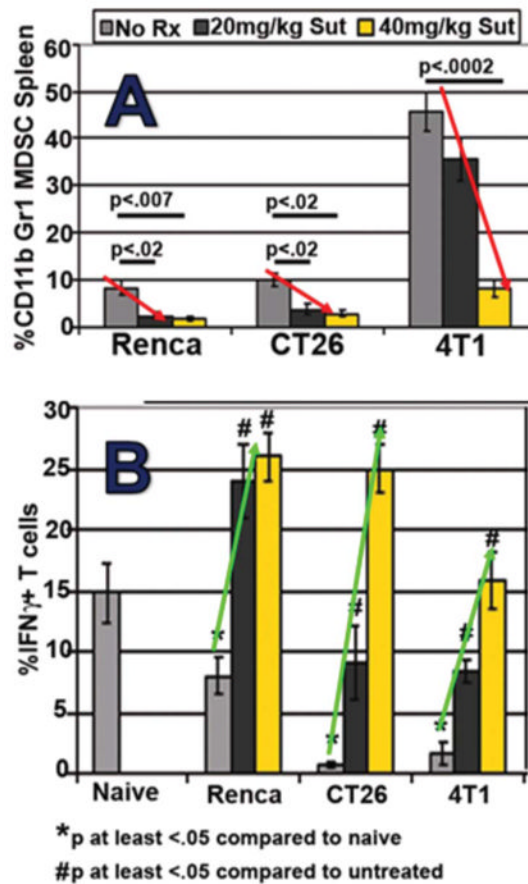 No Rx 20mg/kg Sut 40mg/kg Sut
%CD11b Gr1 MDSC Spleen
60
50
40
30
20
10
0
A
p<.007
p<.02
p<.02
p<.02
p<.0002
Renca CT26 4T1
B
%IFNγ+ T cells
30
25
20
15
10
5
0
# #
*
#
#
*
#
#
*
Naive Renca CT26 4T1
*p at least <.05 compared to naive
#p at least <.05 compared to untreated